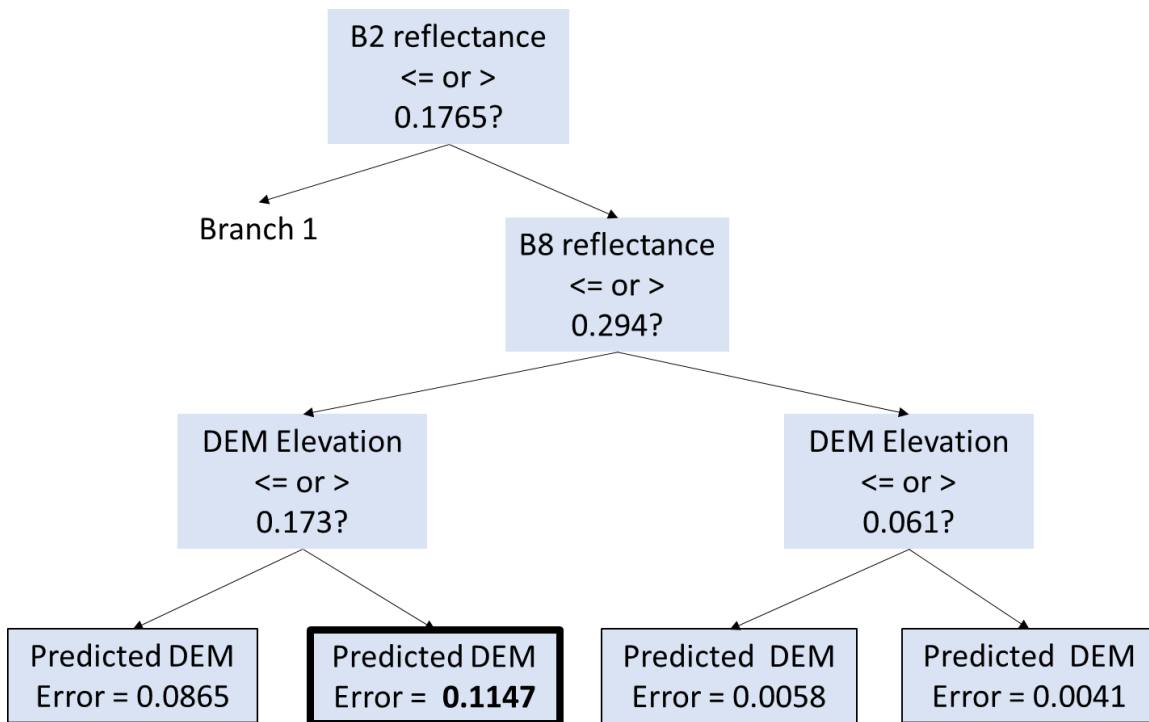 B2 reflectance
<= or >
0.1765?
Branch 1
B8 reflectance
<= or >
0.294?
DEM Elevation
<= or >
0.173?
DEM Elevation
<= or >
0.061?
Predicted DEM
Error = 0.0865
Predicted DEM
Error = 0.1147
Predicted DEM
Error = 0.0058
Predicted DEM
Error = 0.0041